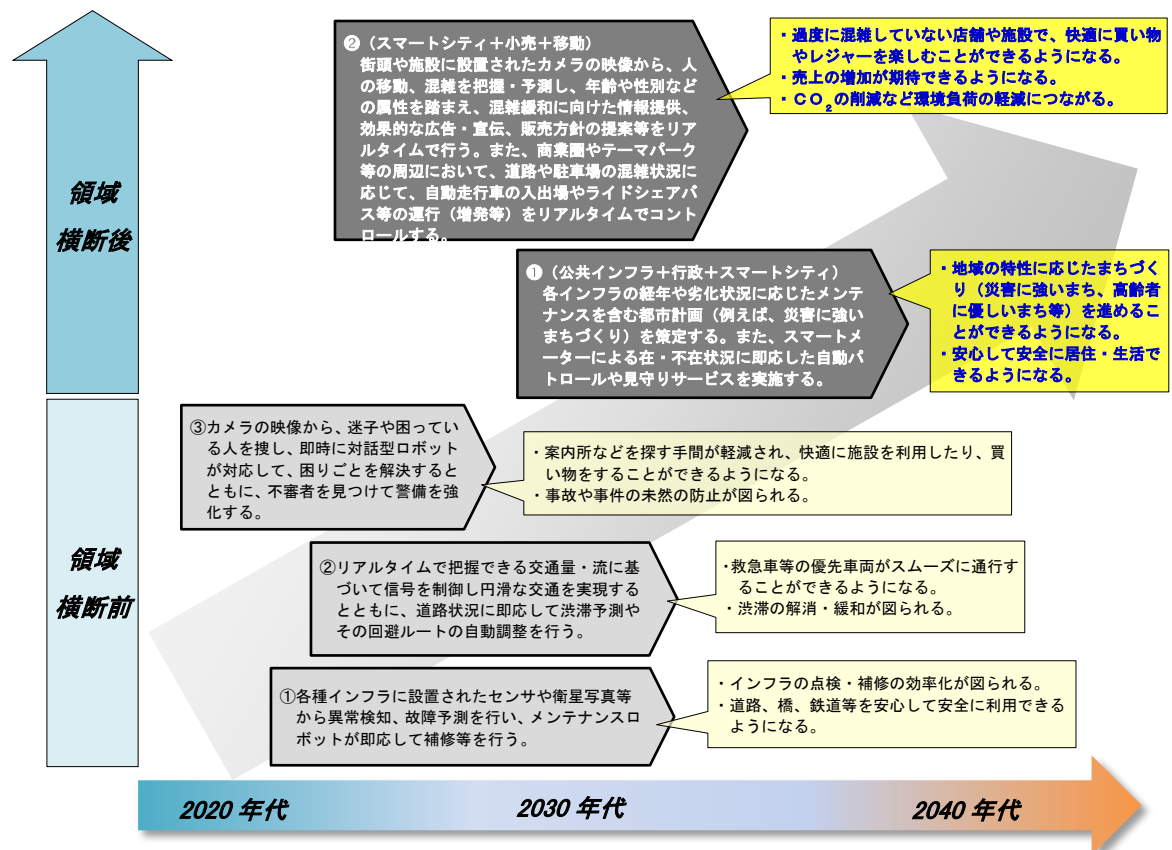 ❷（スマートシティ＋小売＋移動）
街頭や施設に設置されたカメラの映像から、人
の移動、混雑を把握・予測し、年齢や性別など
の属性を踏まえ、混雑緩和に向けた情報提供、
効果的な広告・宣伝、販売方針の提案等をリア
ルタイムで行う。また、商業圏やテーマパーク
等の周辺において、道路や駐車場の混雑状況に
応じて、自動走行車の入出場やライドシェアバ
ス等の運行（増発等）をリアルタイムでコント
ロールする。
・過度に混雑していない店舗や施設で、快適に買い物
やレジャーを楽しむことができるようになる。
・売上の増加が期待できるようになる。
・ＣＯ２の削減など環境負荷の軽減につながる。
領域
横断後
❶（公共インフラ＋行政＋スマートシティ）
各インフラの経年や劣化状況に応じたメンテ
ナンスを含む都市計画（例えば、災害に強い
まちづくり）を策定する。また、スマートメ
ーターによる在・不在状況に即応した自動パ
トロールや見守りサービスを実施する。
・地域の特性に応じたまちづく
り（災害に強いまち、高齢者
に優しいまち等）を進めるこ
とができるようになる。
・安心して安全に居住・生活で
きるようになる。
③カメラの映像から、迷子や困ってい
る人を捜し、即時に対話型ロボット
が対応して、困りごとを解決すると
ともに、不審者を見つけて警備を強
化する。
・案内所などを探す手間が軽減され、快適に施設を利用したり、買
い物をすることができるようになる。
・事故や事件の未然の防止が図られる。
領域
横断前
②リアルタイムで把握できる交通量・流に基
づいて信号を制御し円滑な交通を実現する
とともに、道路状況に即応して渋滞予測や
その回避ルートの自動調整を行う。
・救急車等の優先車両がスムーズに通行す
ることができるようになる。
・渋滞の解消・緩和が図られる。
①各種インフラに設置されたセンサや衛星写真等
から異常検知、故障予測を行い、メンテナンスロ
ボットが即応して補修等を行う。
・インフラの点検・補修の効率化が図られる。
・道路、橋、鉄道等を安心して安全に利用できる
ようになる。
2020 年代
2030 年代
2040 年代